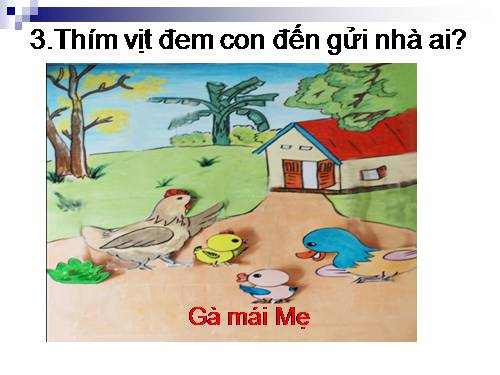 3.Thím vịt đem con đến gửi nhà ai?
Gà mái Mẹ